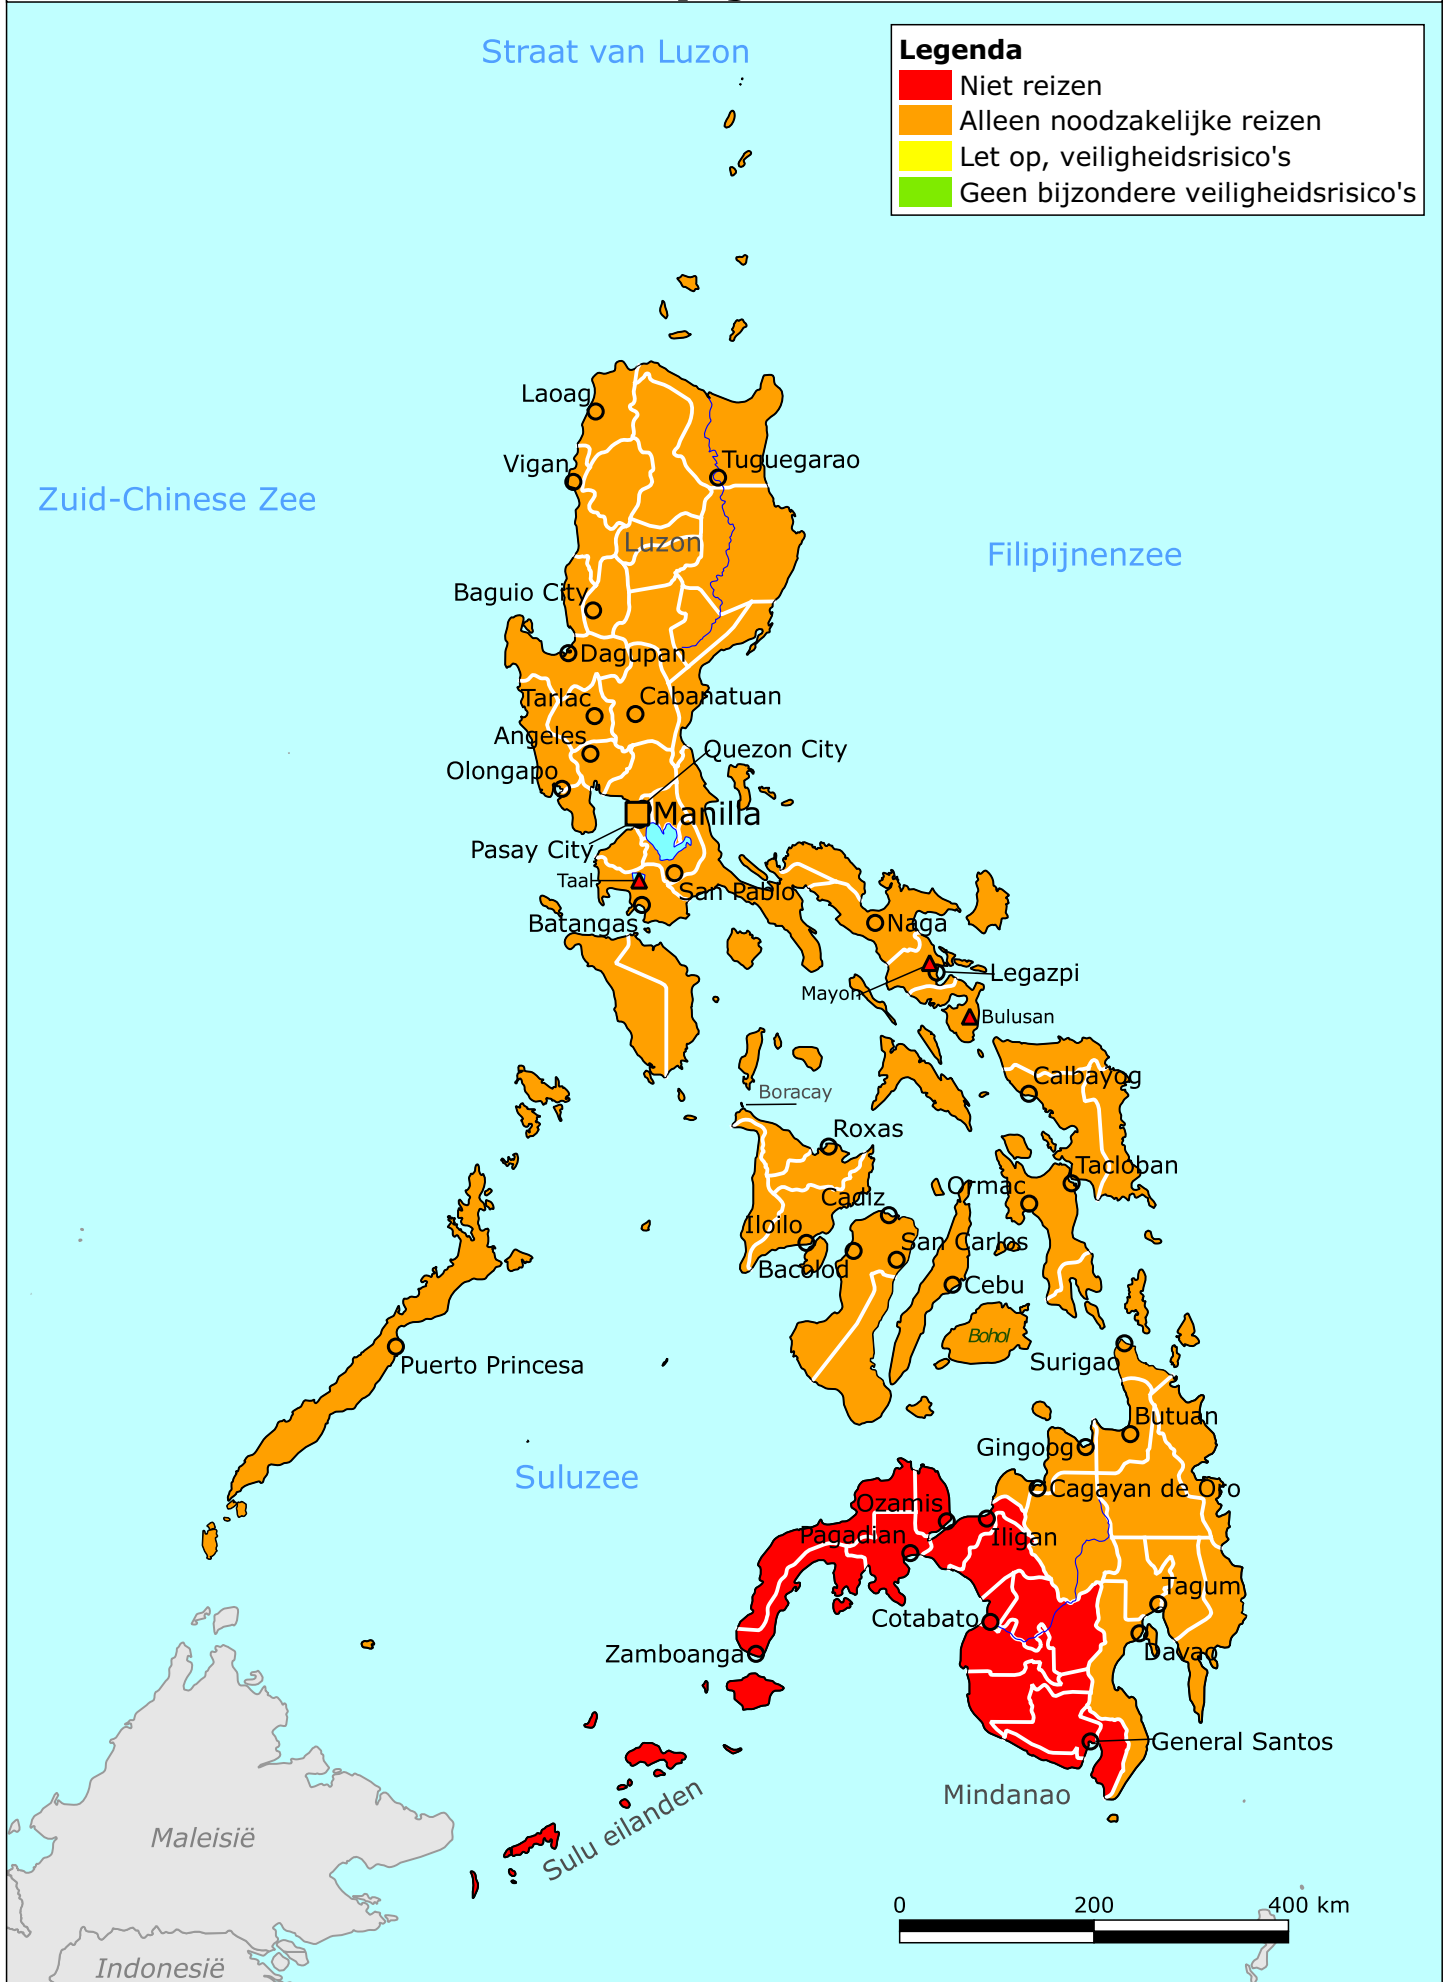 Straat van Luzon
Legenda
Niet reizen
Alleen noodzakelijke reizen
Let op, veiligheidsrisico's
Geen bijzondere veiligheidsrisico's
Laoag
Vigan
Tuguegarao
Zuid-Chinese Zee
Luzon
Filipijnenzee
Baguio City
Dagupan
Tarlac
Cabanatuan
Angeles
Quezon City
Olongapo
Manilla
Pasay City
Taal
San Pablo
Batangas
Naga
Legazpi
Mayon
Bulusan
Calbayog
Boracay
Roxas
Tacloban
Ormac
Cadiz
Iloilo
San Carlos
Bacolod
Cebu
Bohol
Surigao
Puerto Princesa
Butuan
Gingoog
Suluzee
Cagayan de Oro
Ozamis
Iligan
Pagadian
Tagum
Cotabato
Davao
Zamboanga
General Santos
Mindanao
Sulu eilanden
Maleisië
0 200 400 km
Indonesië